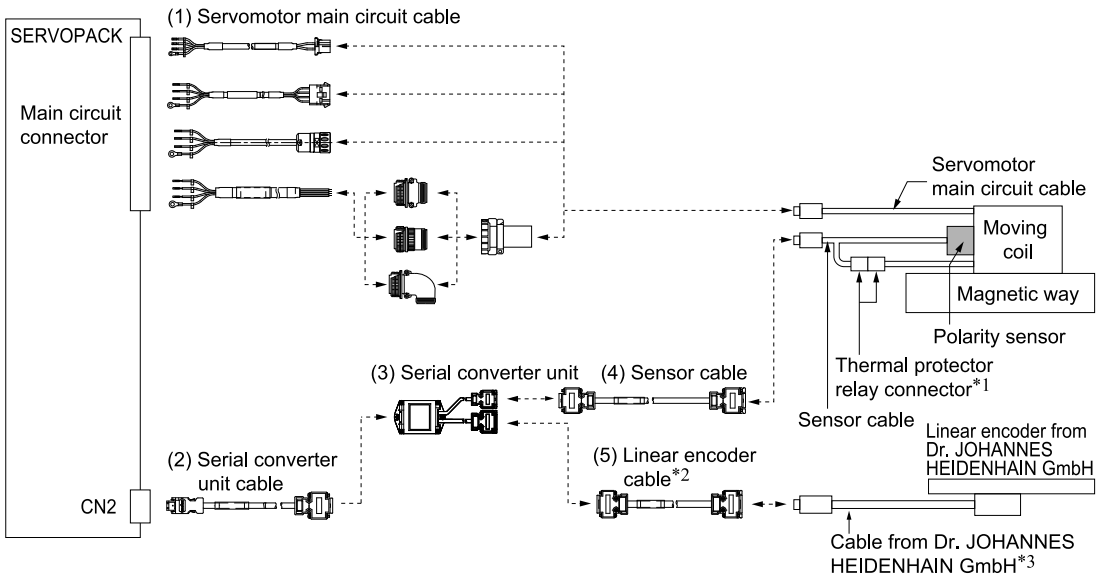 (1) Servomotor main circuit cable
SERVOPACK
Main circuit
connector
Servomotor
main circuit cable
Moving
coil
Magnetic way
Polarity sensor
Thermal protector
relay connector*1
Sensor cable
(3) Serial converter unit
(4) Sensor cable
(2) Serial converter
unit cable
(5) Linear encoder
cable*2
Linear encoder from
Dr. JOHANNES
HEIDENHAIN GmbH
CN2
Cable from Dr. JOHANNES
HEIDENHAIN GmbH*3